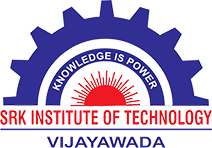 KNOWLEDGE IS POWER
SRK INSTITUTE OF TECHNOLOGY
VIJAYAWADA